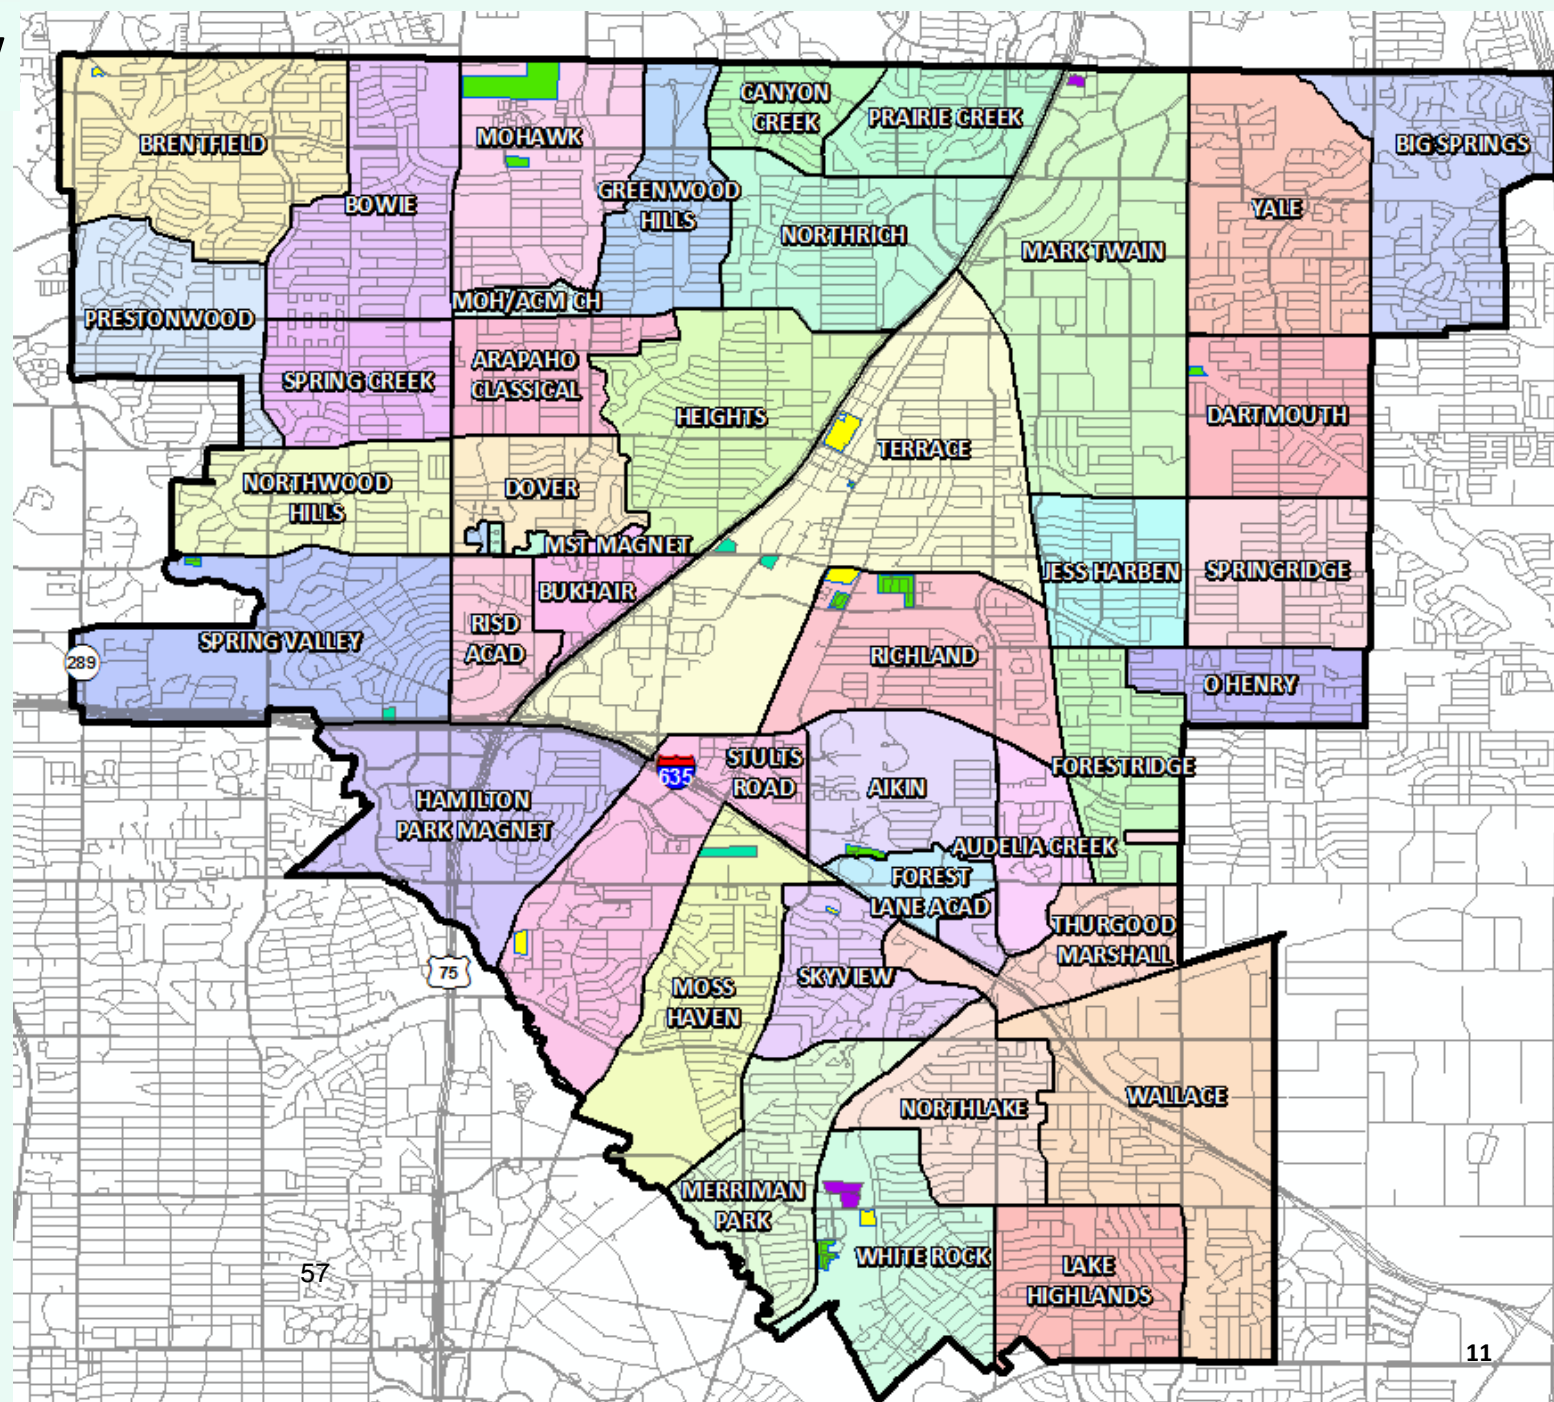 CANYON
CREEK
PRAIRIE CREEK
BRENTFIELD
MOHAWK
BIG SPRINGS
GREENWOOD
HILLS
BOWIE
YALE
NORTHRICH
MARK TWAIN
MOH/ACM CH
PRESTONWOOD
ARAPAHO
CLASSICAL
SPRING CREEK
HEIGHTS
DARTMOUTH
TERRACE
NORTHWOOD
HILLS
DOVER
MST MAGNET
JESS HARBEN
SPRINGRIDGE
BUKHAIR
RISD
ACAD
SPRING VALLEY
289
RICHLAND
O HENRY
STULTS
ROAD
635
FORESTRIDGE
AIKIN
HAMILTON
PARK MAGNET
AUDELIA CREEK
FOREST
LANE ACAD
THURGOOD
MARSHALL
75
SKYVIEW
MOSS
HAVEN
WALLACE
NORTHLAKE
MERRIMAN
PARK
WHITE ROCK
LAKE
HIGHLANDS
57
11